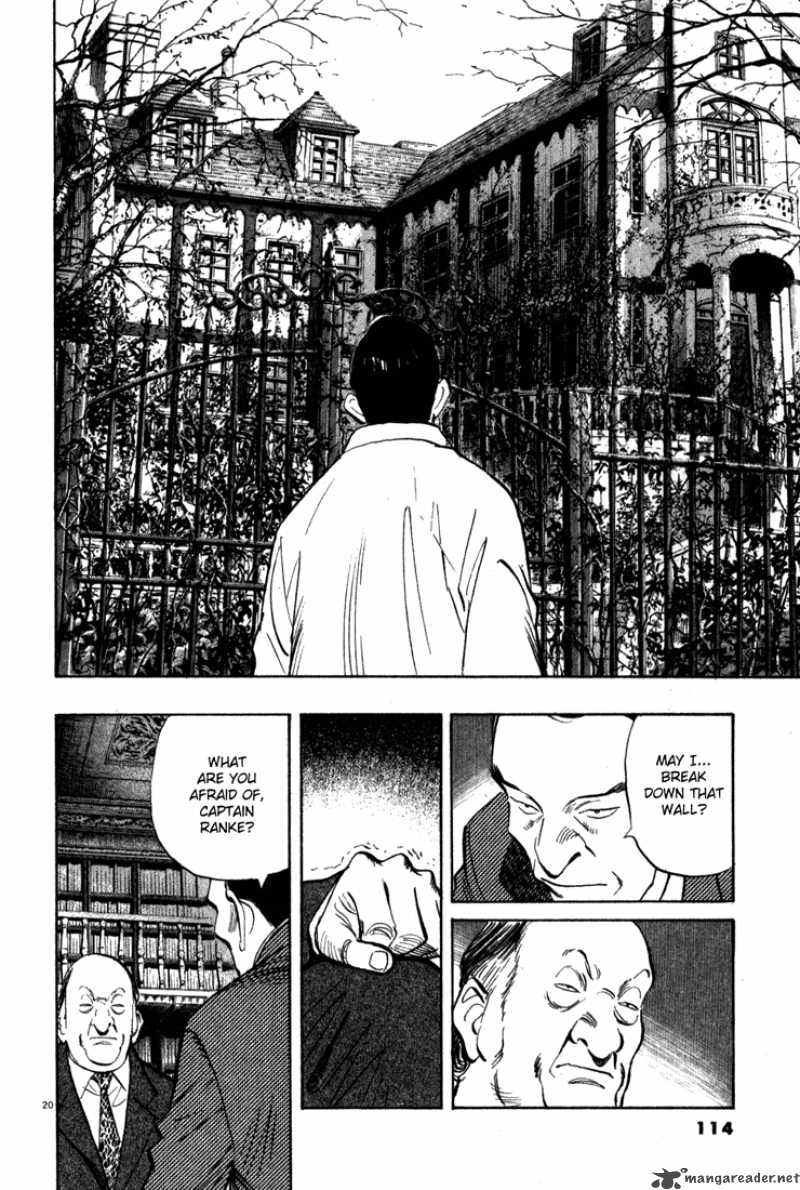 MAY I...
BREAK
DOWN THAT
WALL?
WHAT
ARE YOU
AFRAID OF,
CAPTAIN
RANKE?
20
114
mangareader.net